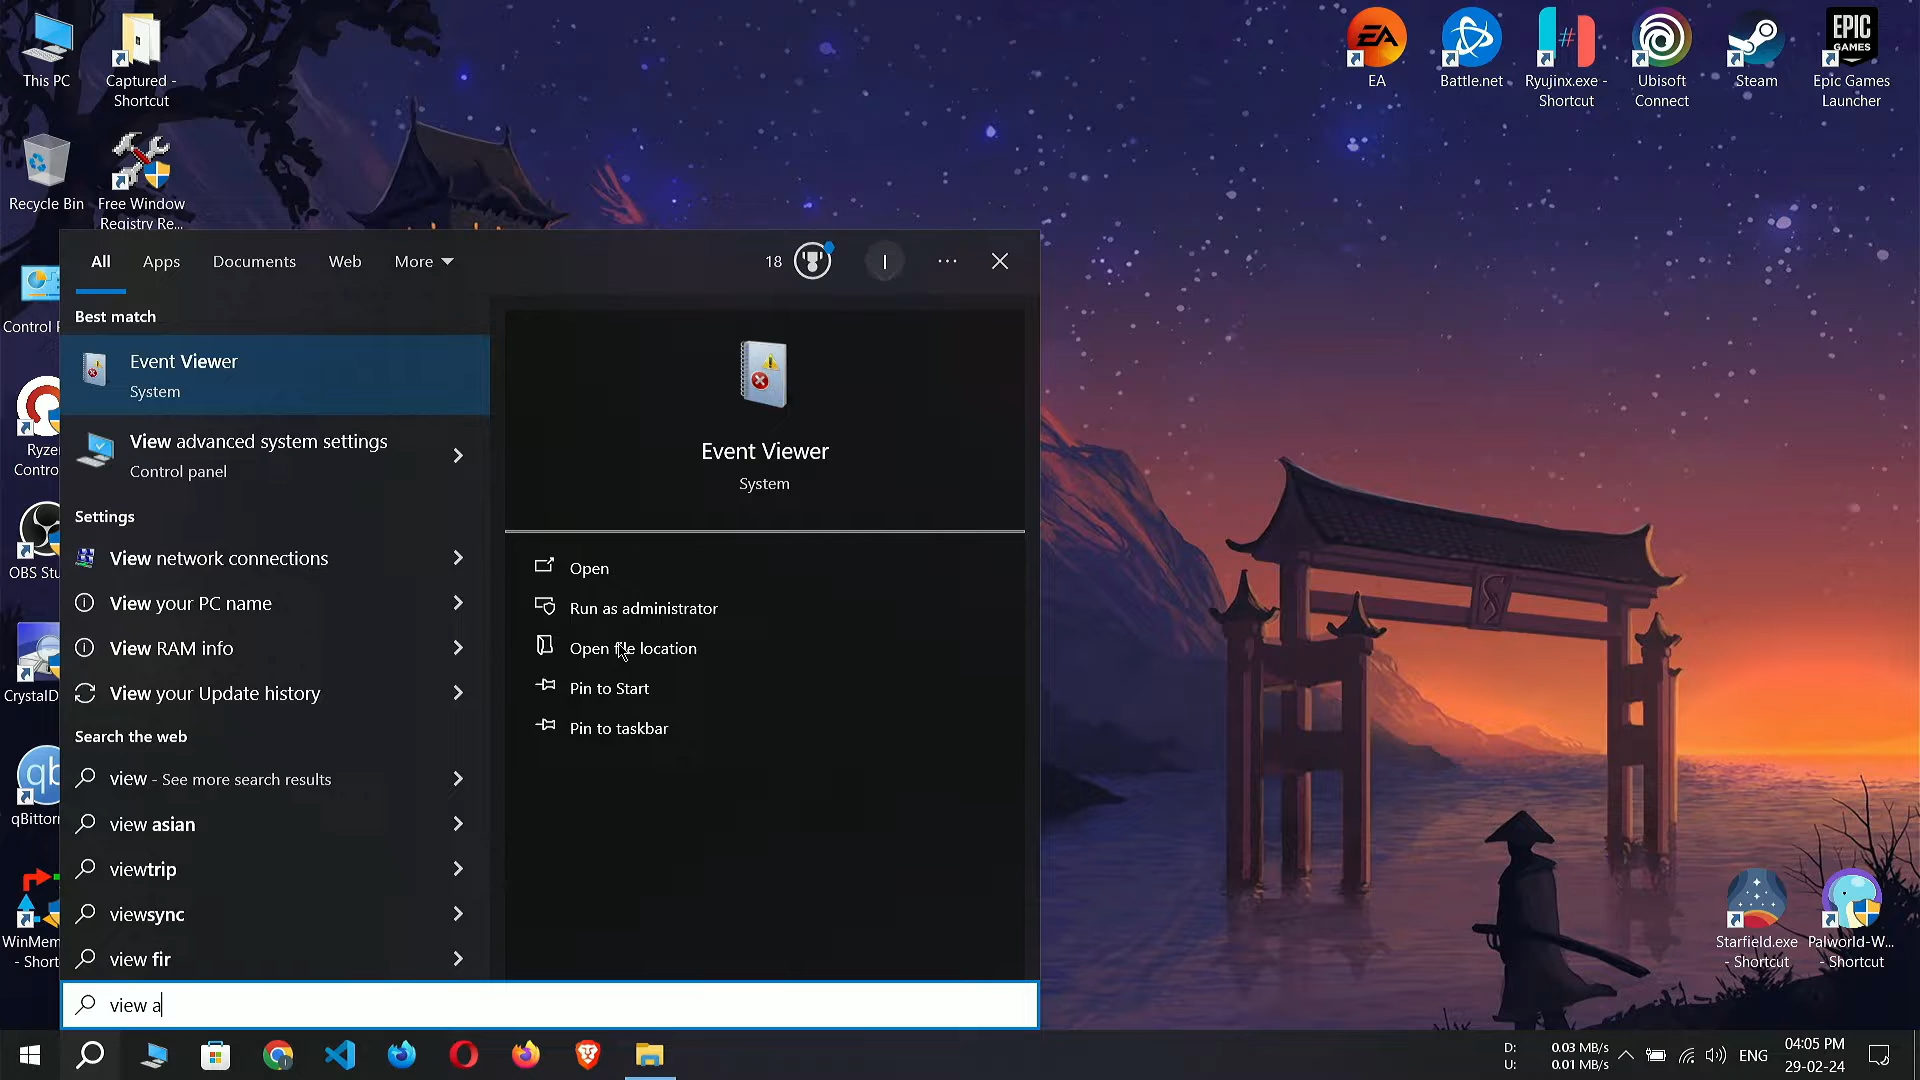 This PC
Captured -
Shortcut
EA
Battle.net
Ryujinx.exe -
Shortcut
Ubisoft
Connect
Steam
EPIC
GAMES
Epic Games
Launcher
Recycle Bin
Free Window
Registry Re...
Control
Ryze
Contro
OBS Stu
CrystalD
qb
qBittorr
WinMem
- Short
All
Apps
Documents
Web
More
18
I
Best match
Event Viewer
System
View advanced system settings
Control panel
Settings
View network connections
View your PC name
View RAM info
View your Update history
Search the web
view - See more search results
view asian
viewtrip
viewsync
view fir
view a
Event Viewer
System
Open
Run as administrator
Open file location
Pin to Start
Pin to taskbar
Starfield.exe
- Shortcut
Palworld-W...
- Shortcut
D: 0.03 MB/s
U: 0.01 MB/s
ENG
04:05 PM
29-02-24